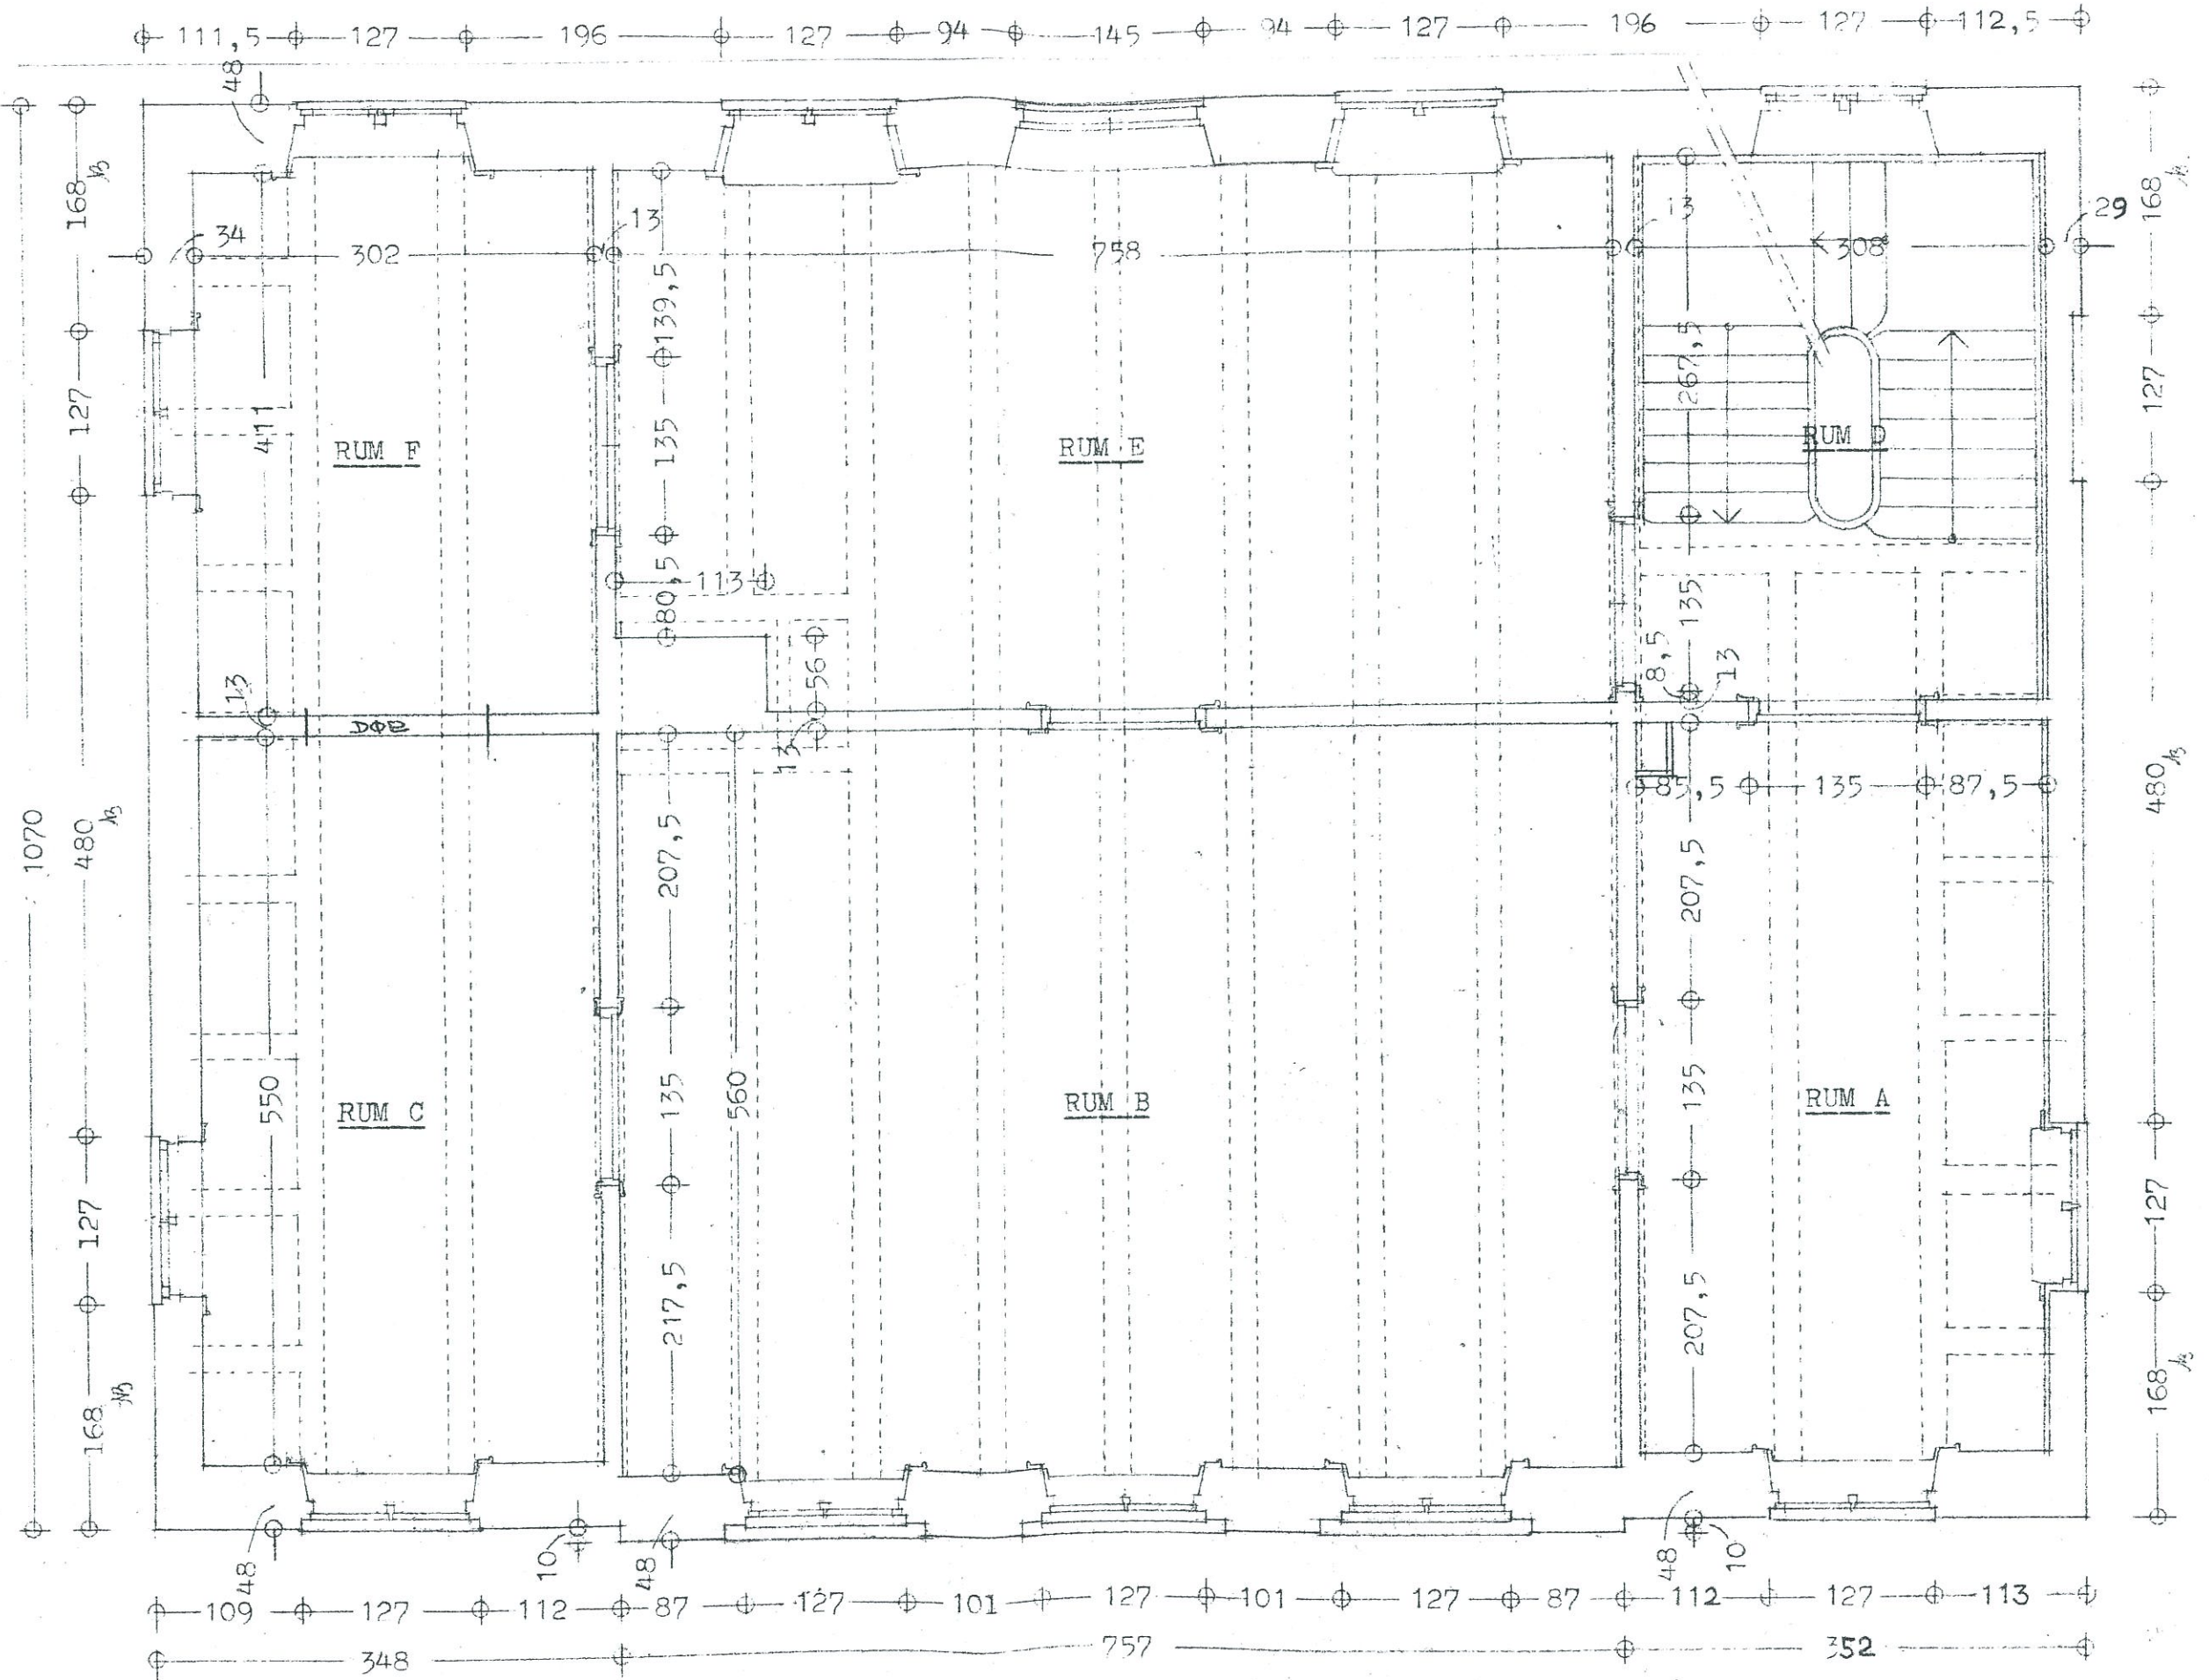 111,5 127 196 127 94 145 94 127 196 127 112,5
48
168 168
34 302 13 758 13 308 29
139,5
127 411 135 267,5 127
RUM F RUM E RUM D
80,5 113 135
56 8,5 13
13 DØR 13
85,5 135 87,5
1070 480 207,5 207,5 480
550 135 560 135
RUM C RUM B RUM A
127 217,5 207,5 127
168 168
48 10 48 48 10
109 127 112 87 127 101 127 101 127 87 112 127 113
348 757 352